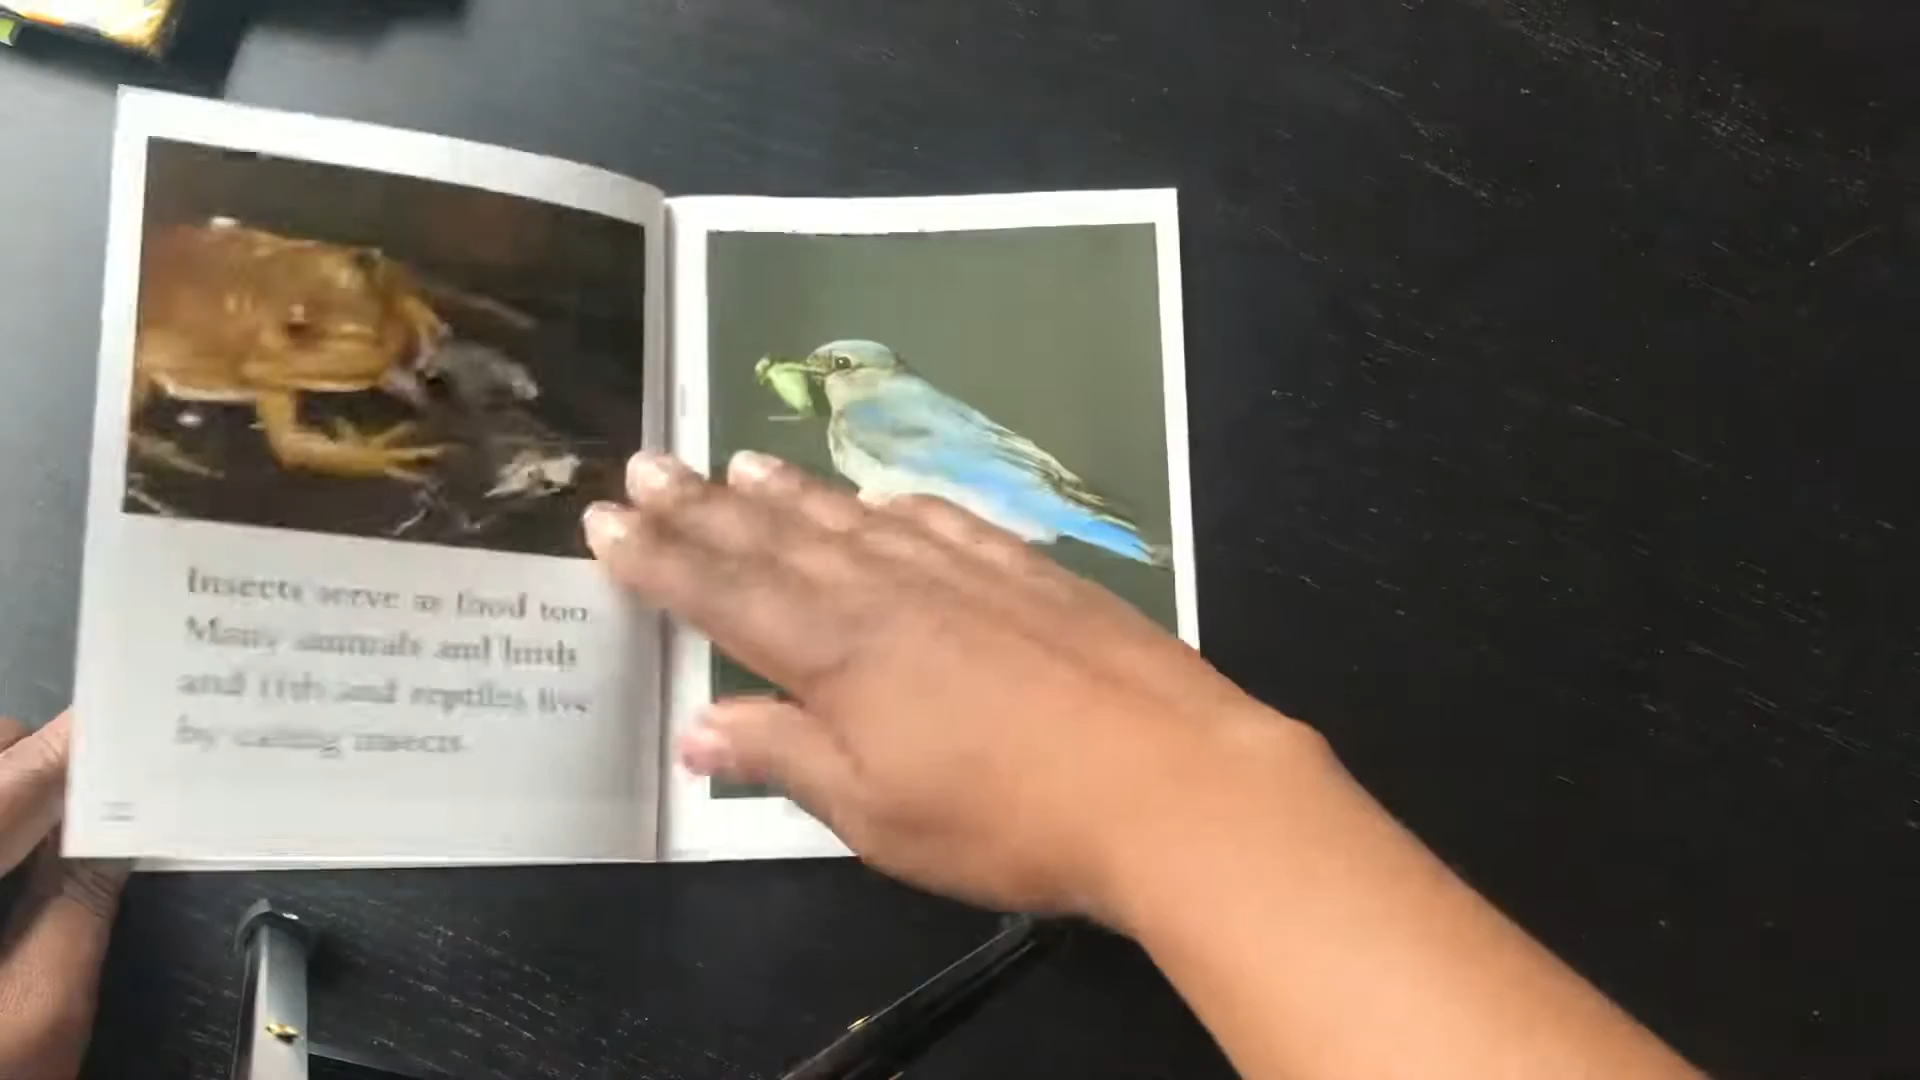 Insects serve as food too.
Many animals and birds
and fish and reptiles live
by eating insects.